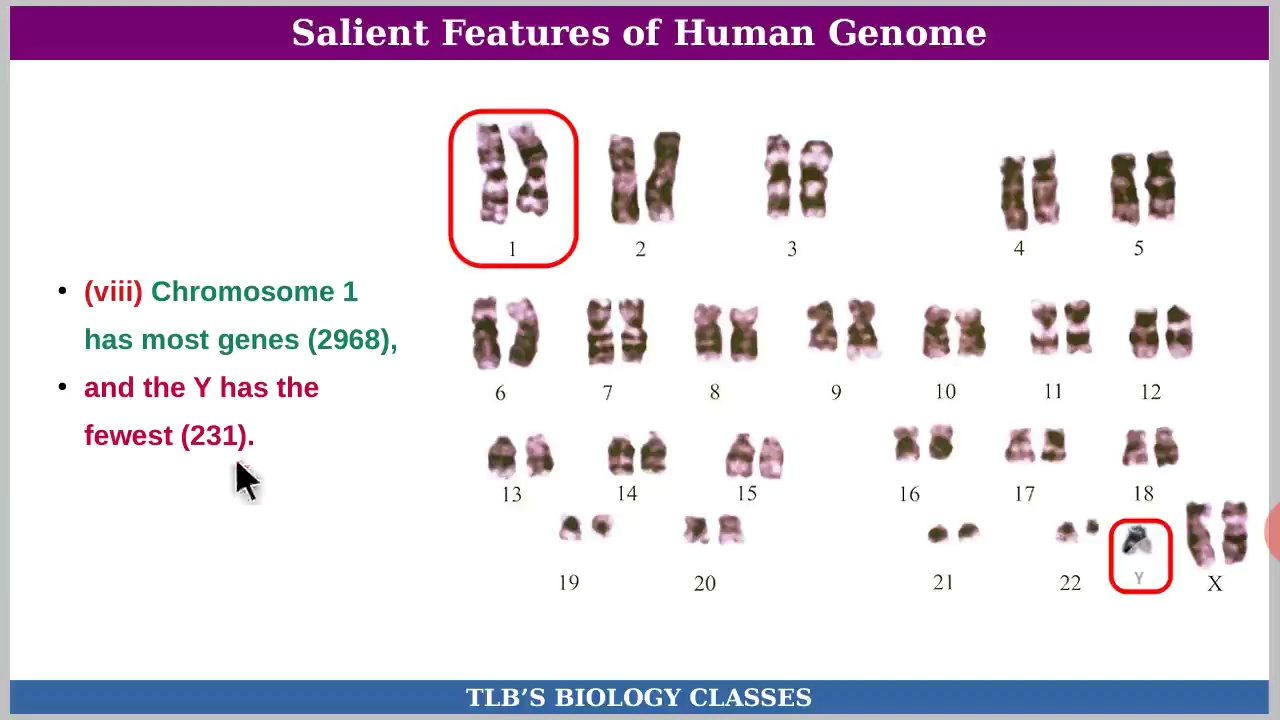 Salient Features of Human Genome
1 2 3 4 5
• (viii) Chromosome 1
has most genes (2968),
• and the Y has the
fewest (231).
6 7 8 9 10 11 12
13 14 15 16 17 18
19 20 21 22 Y X
TLB’S BIOLOGY CLASSES